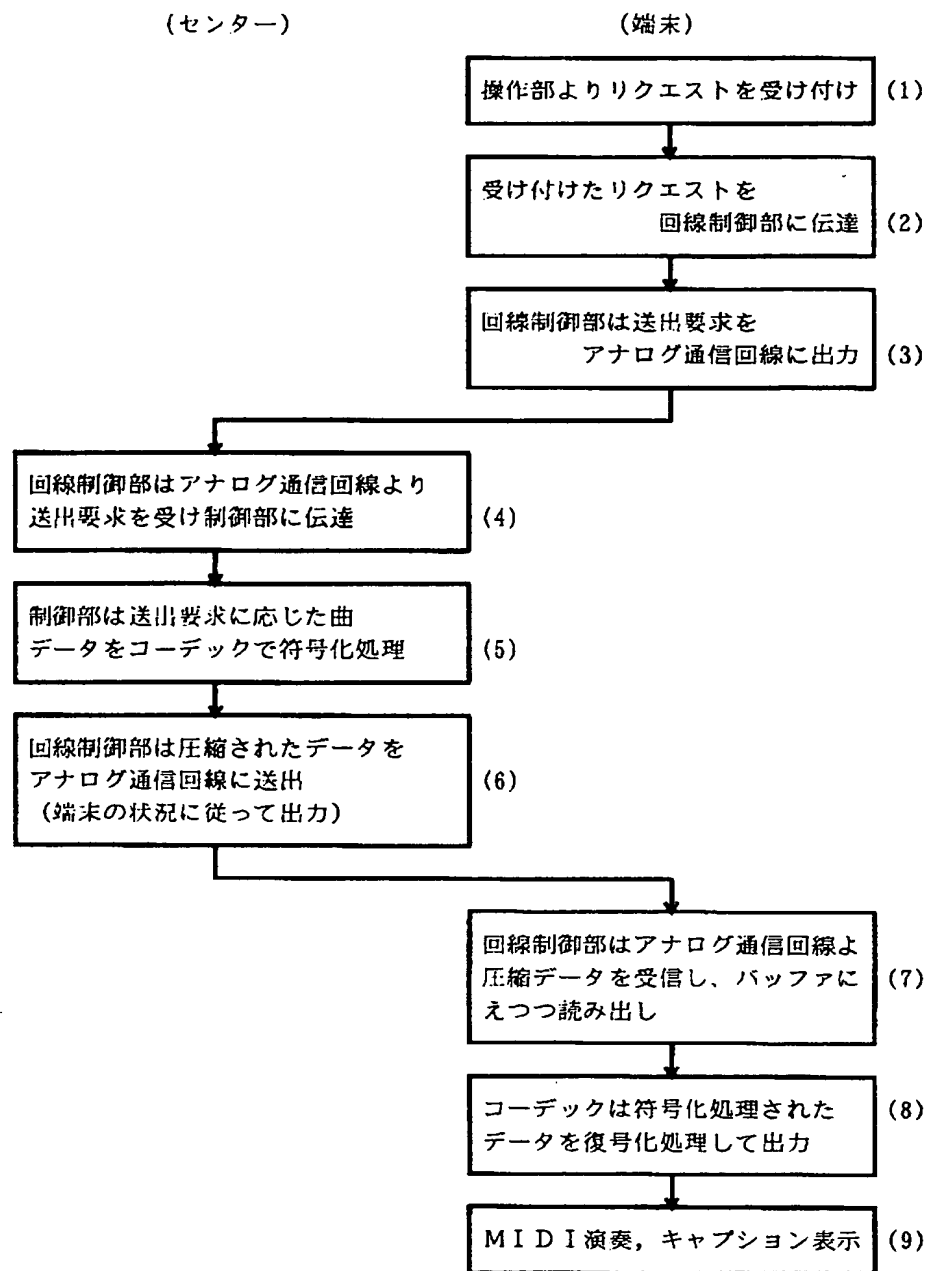 (センター)
(端末)
操作部よりリクエストを受け付け
(1)
受け付けたリクエストを
回線制御部に伝達
(2)
回線制御部は送出要求を
アナログ通信回線に出力
(3)
回線制御部はアナログ通信回線より
送出要求を受け制御部に伝達
(4)
制御部は送出要求に応じた曲
データをコーデックで符号化処理
(5)
回線制御部は圧縮されたデータを
アナログ通信回線に送出
(端末の状況に従って出力)
(6)
回線制御部はアナログ通信回線よ
圧縮データを受信し、バッファに
えつつ読み出し
(7)
コーデックは符号化処理された
データを復号化処理して出力
(8)
MIDI演奏,キャプション表示
(9)